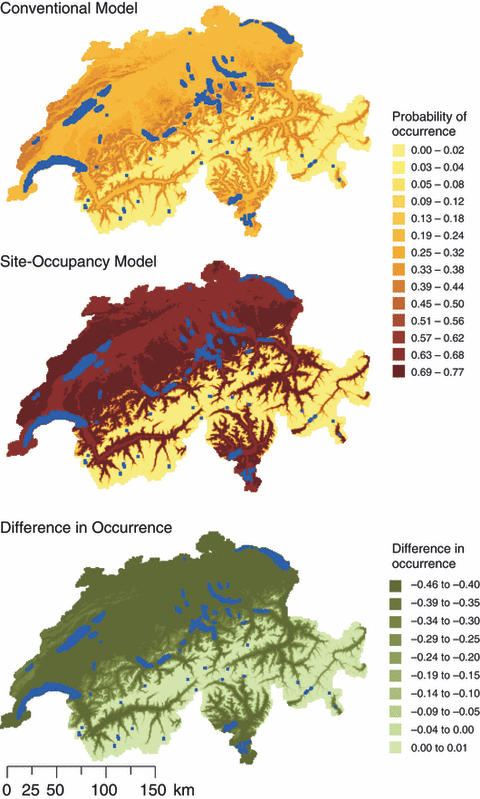 Conventional Model
Probability of
occurrence
0.00 – 0.02
0.03 – 0.04
0.05 – 0.08
0.09 – 0.12
0.13 – 0.18
0.19 – 0.24
0.25 – 0.32
0.33 – 0.38
0.39 – 0.44
0.45 – 0.50
0.51 – 0.56
0.57 – 0.62
0.63 – 0.68
0.69 – 0.77
Site-Occupancy Model
Difference in Occurrence
Difference in
occurrence
−0.46 to −0.40
−0.39 to −0.35
−0.34 to −0.30
−0.29 to −0.25
−0.24 to −0.20
−0.19 to −0.15
−0.14 to −0.10
−0.09 to −0.05
−0.04 to 0.00
0.00 to 0.01
0 25 50 100 150 km